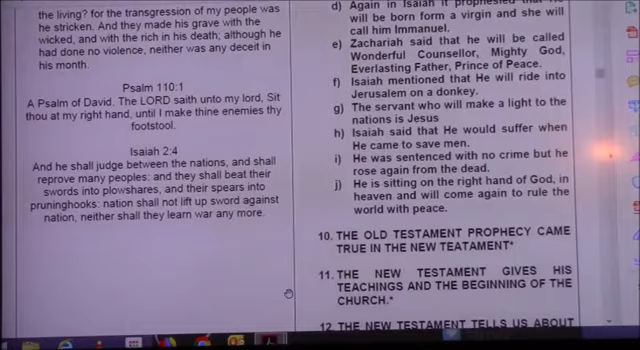 the living? for the transgression of my people was
he stricken. And they made his grave with the
wicked, and with the rich in his death; although he
had done no violence, neither was any deceit in
his month.
Psalm 110:1
A Psalm of David. The LORD saith unto my lord, Sit
thou at my right hand, until I make thine enemies thy
footstool.
Isaiah 2:4
And he shall judge between the nations, and shall
reprove many peoples: and they shall beat their
swords into plowshares, and their spears into
pruninghooks: nation shall not lift up sword against
nation, neither shall they learn war any more.
d) Again in Isaiah it prophesied that He
will be born form a virgin and she will
call him Immanuel.
e) Zachariah said that he will be called
Wonderful Counsellor, Mighty God,
Everlasting Father, Prince of Peace.
f) Isaiah mentioned that He will ride into
Jerusalem on a donkey.
g) The servant who will make a light to the
nations is Jesus
h) Isaiah said that He would suffer when
He came to save men.
i) He was sentenced with no crime but he
rose again from the dead.
j) He is sitting on the right hand of God, in
heaven and will come again to rule the
world with peace.
10. THE OLD TESTAMENT PROPHECY CAME
TRUE IN THE NEW TEATAMENT*
11. THE NEW TESTAMENT GIVES HIS
TEACHINGS AND THE BEGINNING OF THE
CHURCH.*
12. THE NEW TESTAMENT TELLS US ABOUT